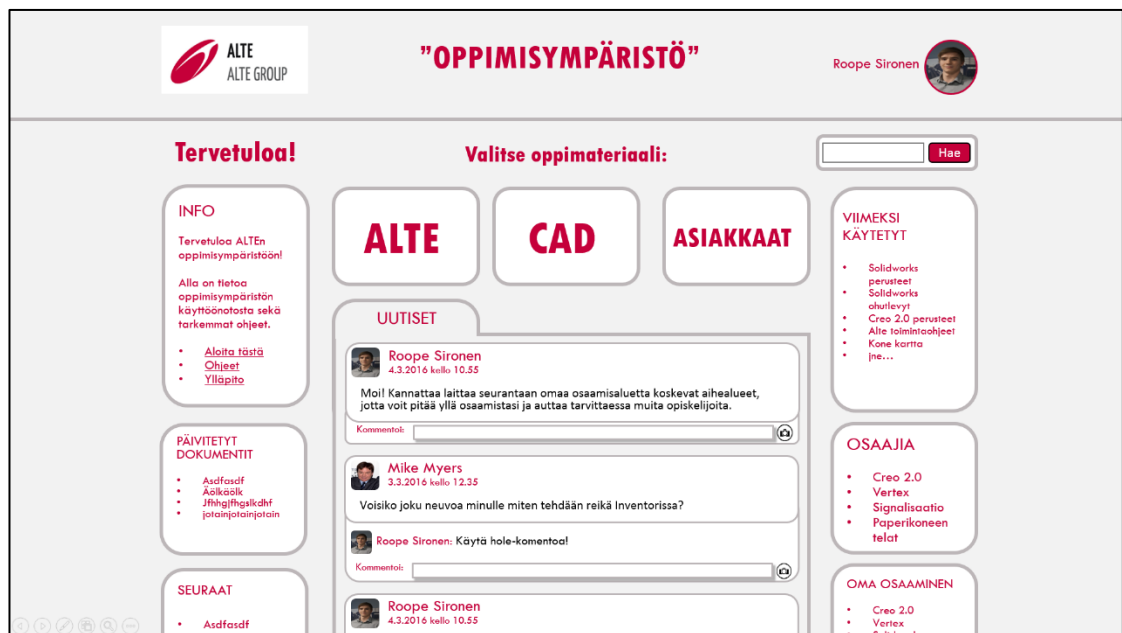 ALTE
ALTE GROUP
”OPPIMISYMPÄRISTÖ”
Roope Sironen
Tervetuloa!
Valitse oppimateriaali:
Hae
INFO
Tervetuloa ALTEn
oppimisympäristöön!
Alla on tietoa
oppimisympäristön
käyttöönotosta sekä
tarkemmat ohjeet.
• Aloita tästä
• Ohjeet
• Ylläpito
PÄIVITETYT
DOKUMENTIT
• Asdfasdf
• Äölkäölk
• Jfhhgjfhgslkdhf
• jotainjotainjotain
SEURAAT
• Asdfasdf
ALTE
CAD
ASIAKKAAT
UUTISET
Roope Sironen
4.3.2016 kello 10.55
Moi! Kannattaa laittaa seurantaan omaa osaamisaluetta koskevat aihealueet,
jotta voit pitää yllä osaamistasi ja auttaa tarvittaessa muita opiskelijoita.
Kommentoi:
Mike Myers
3.3.2016 kello 12.35
Voisiko joku neuvoa minulle miten tehdään reikä Inventorissa?
Roope Sironen: Käytä hole-komentoa!
Kommentoi:
Roope Sironen
4.3.2016 kello 10.55
VIIMEKSI
KÄYTETYT
• Solidworks
perusteet
• Solidworks
ohutlevyt
• Creo 2.0 perusteet
• Alte toimintaohjeet
• Kone kartta
• jne…
OSAAJIA
• Creo 2.0
• Vertex
• Signalisaatio
• Paperikoneen
telat
OMA OSAAMINEN
• Creo 2.0
• Vertex